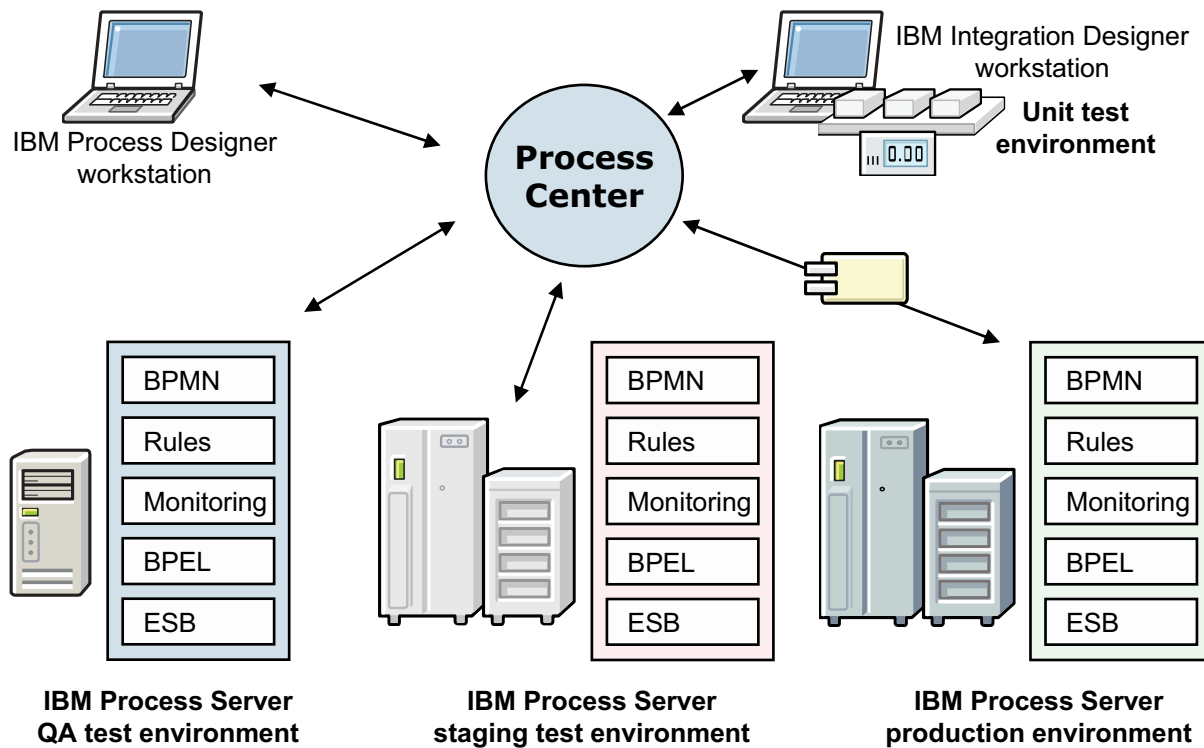 IBM Process Designer
workstation
Process
Center
IBM Integration Designer
workstation
Unit test
environment
0.00
BPMN
Rules
Monitoring
BPEL
ESB
IBM Process Server
QA test environment
BPMN
Rules
Monitoring
BPEL
ESB
IBM Process Server
staging test environment
BPMN
Rules
Monitoring
BPEL
ESB
IBM Process Server
production environment